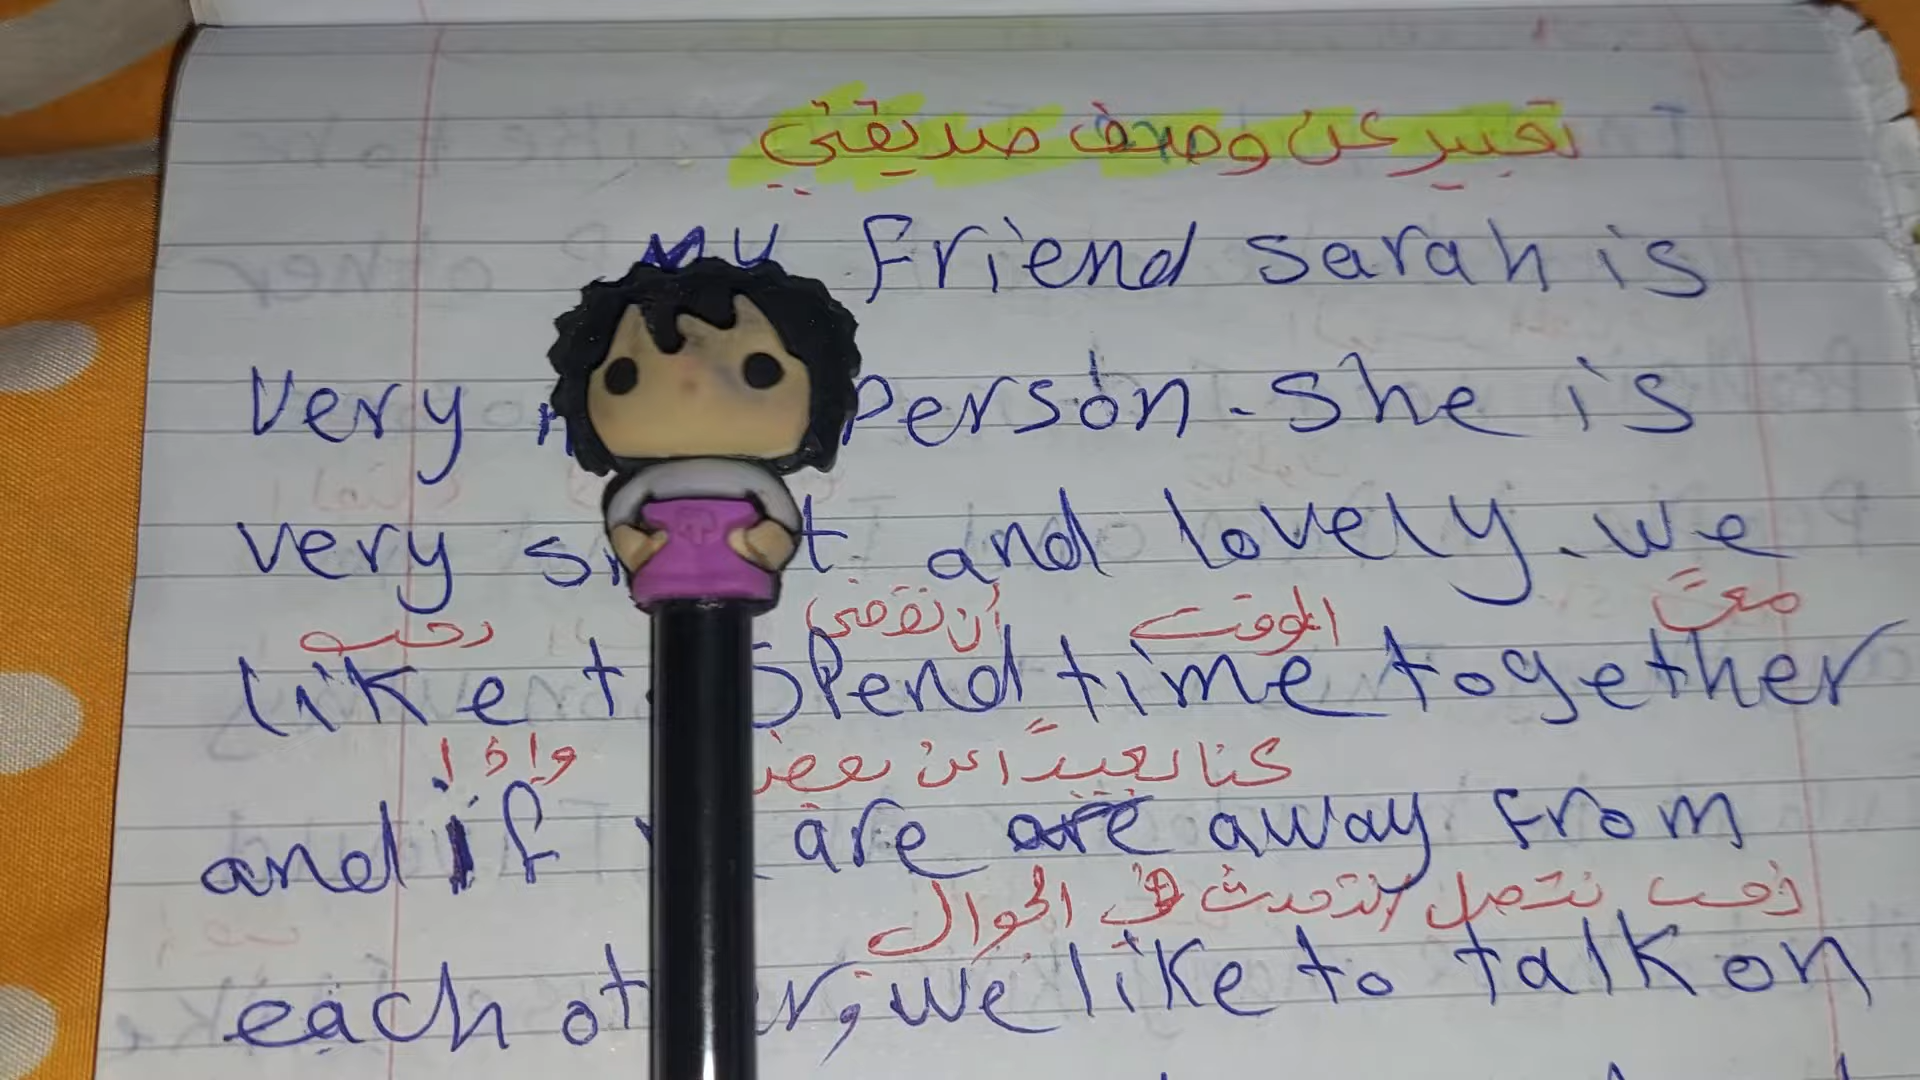 تعبير عن وصف صديقتي
My Friend sarah is
very person. she is
very and lovely. we
نحب أن نقضي الوقت معاً
like spend time together
وإذا كنا بعيداً عن بعض
and if are are away from
نحب نتصل نتحدث في الجوال
each we like to talk on